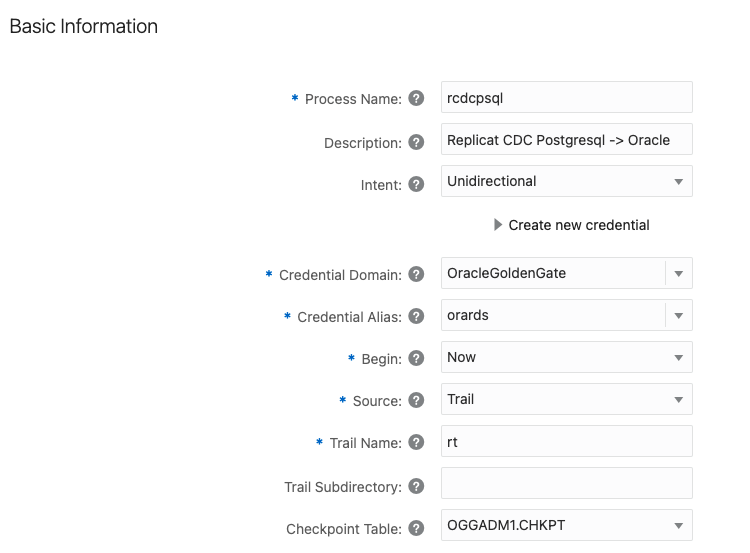 Basic Information
* Process Name: ? rcdcpsql
Description: ? Replicat CDC Postgresql -> Oracle
Intent: ? Unidirectional
Create new credential
* Credential Domain: ? OracleGoldenGate
* Credential Alias: ? orards
* Begin: ? Now
* Source: ? Trail
* Trail Name: ? rt
Trail Subdirectory: ?
Checkpoint Table: ? OGGADM1.CHKPT